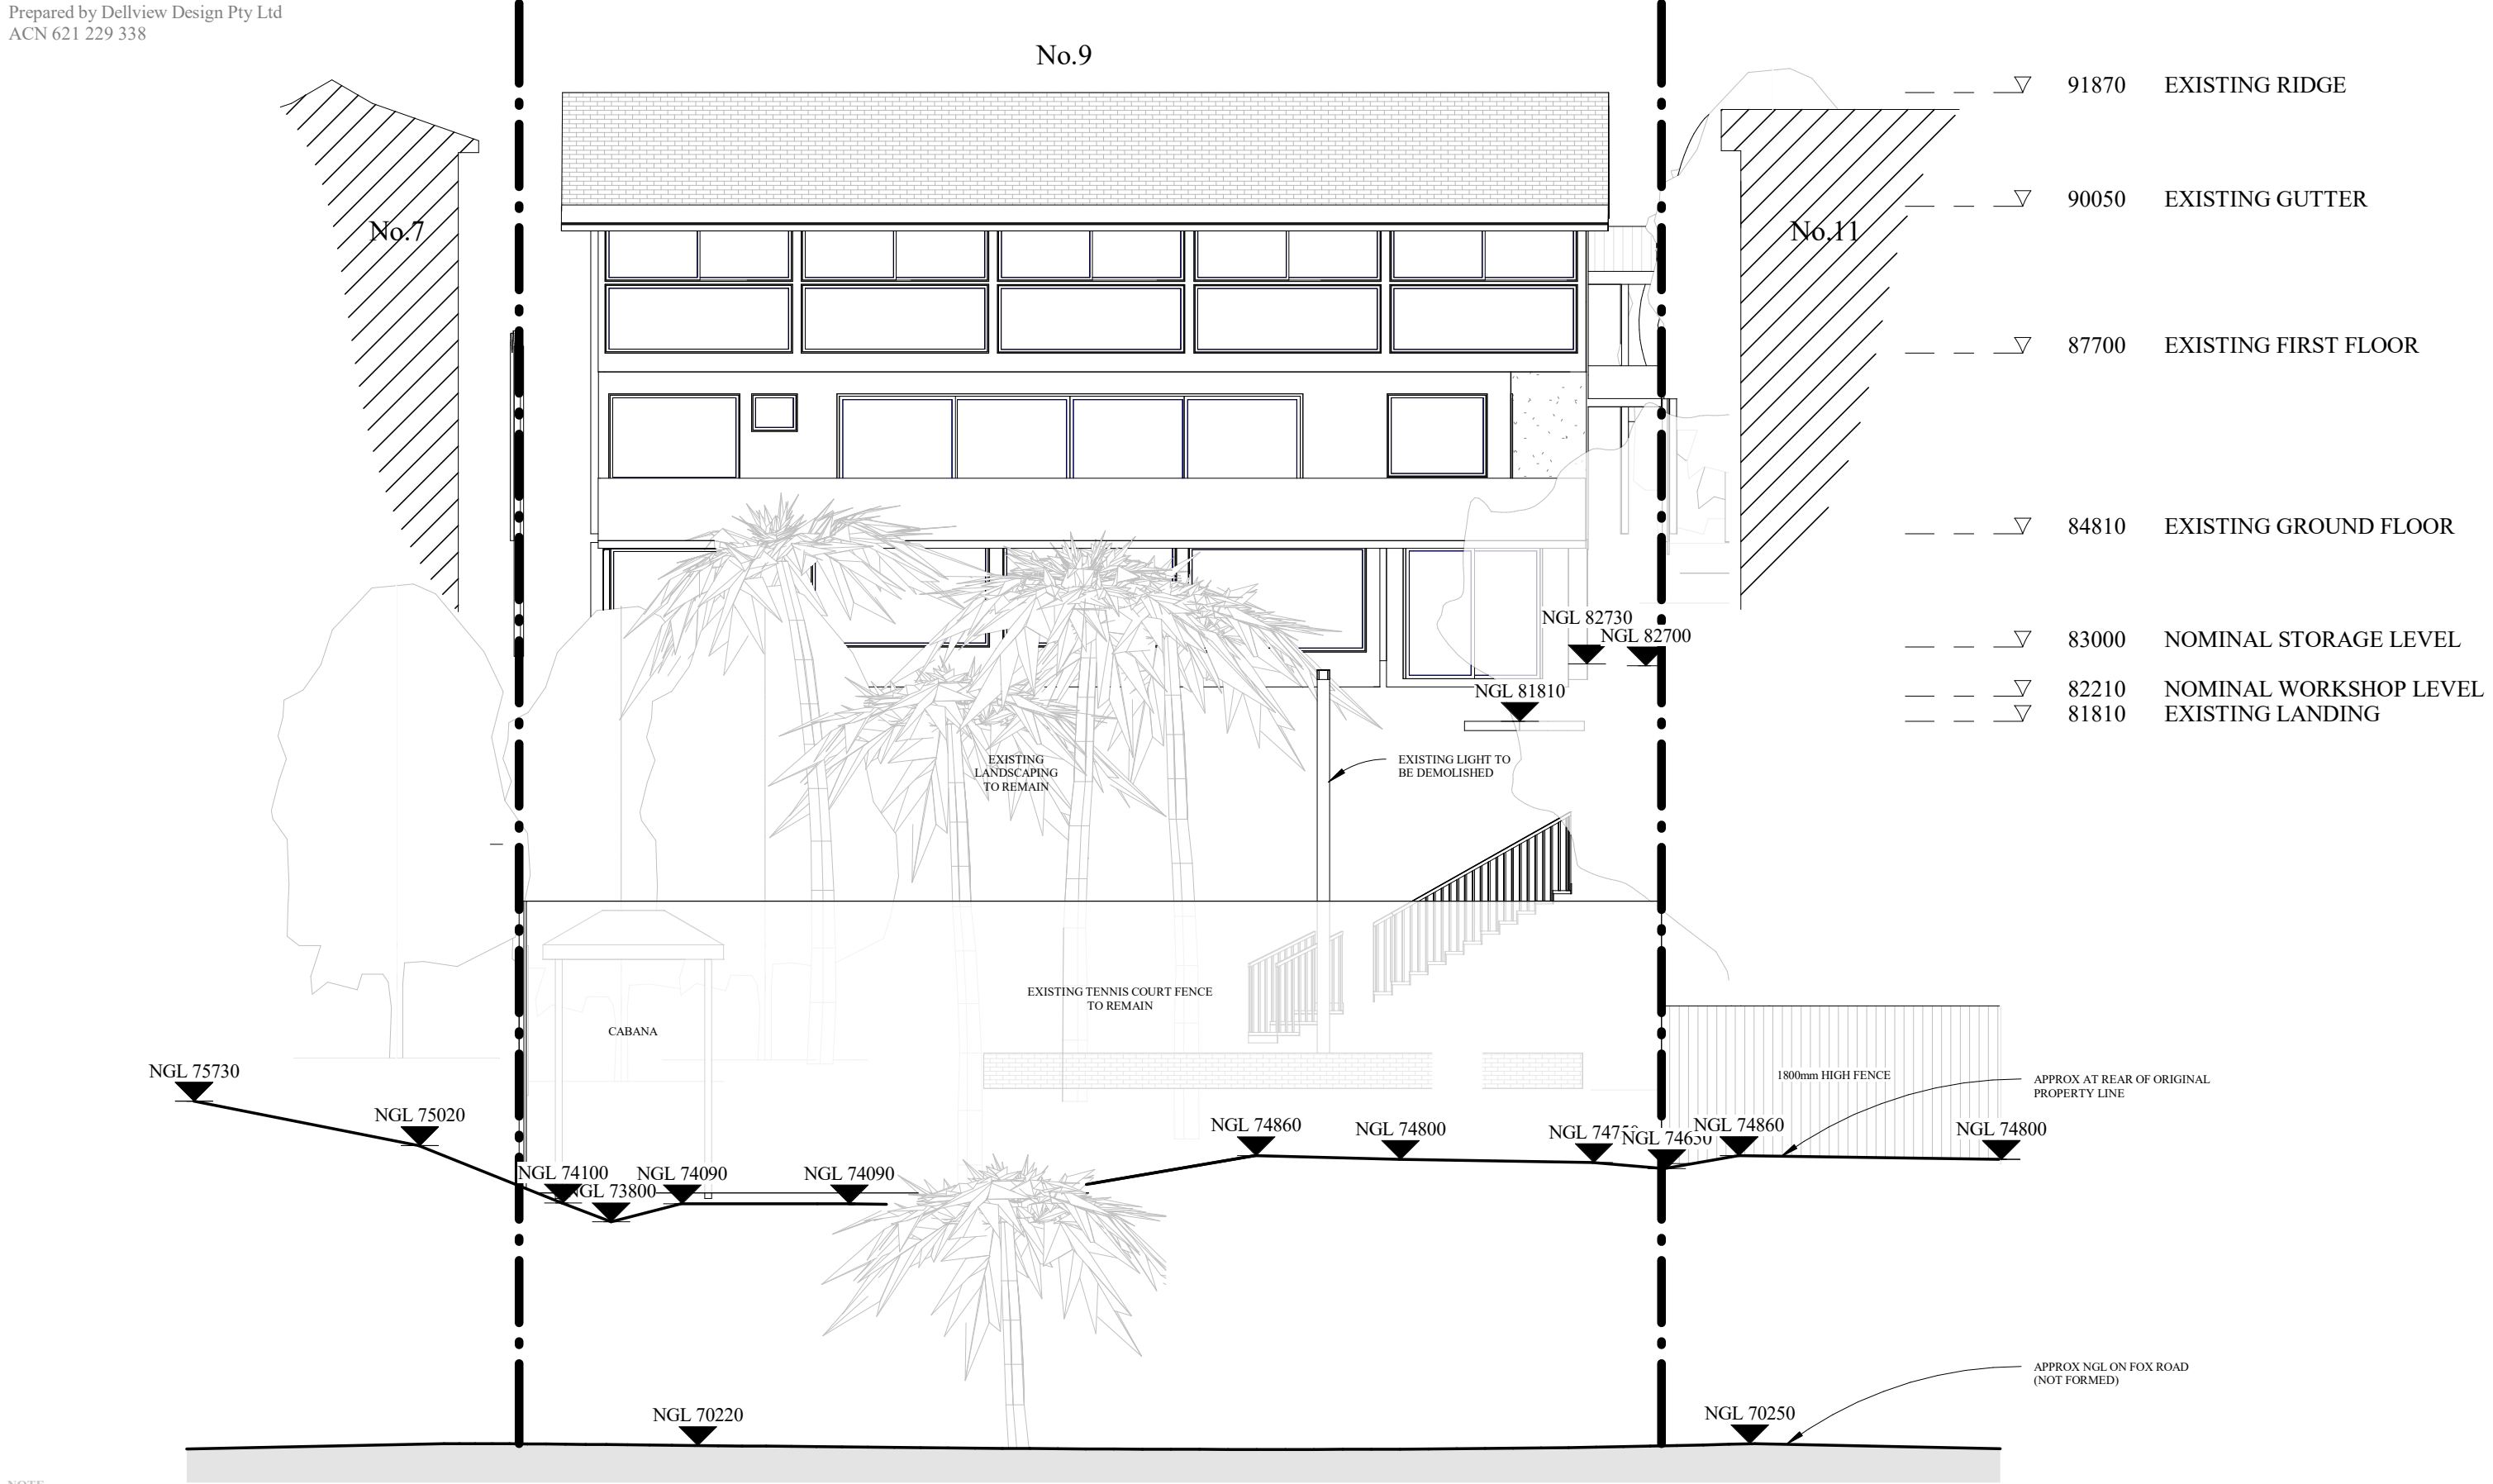 Prepared by Dellview Design Pty Ltd
ACN 621 229 338
No.9
No.7
No.11
91870 EXISTING RIDGE
90050 EXISTING GUTTER
87700 EXISTING FIRST FLOOR
84810 EXISTING GROUND FLOOR
83000 NOMINAL STORAGE LEVEL
82210 NOMINAL WORKSHOP LEVEL
81810 EXISTING LANDING
NGL 82730
NGL 82700
NGL 81810
EXISTING
LANDSCAPING
TO REMAIN
EXISTING LIGHT TO
BE DEMOLISHED
EXISTING TENNIS COURT FENCE
TO REMAIN
CABANA
1800mm HIGH FENCE
APPROX AT REAR OF ORIGINAL
PROPERTY LINE
NGL 75730
NGL 75020
NGL 74100
NGL 73800
NGL 74090
NGL 74090
NGL 74860
NGL 74800
NGL 74750
NGL 74650
NGL 74860
NGL 74800
APPROX NGL ON FOX ROAD
(NOT FORMED)
NGL 70220
NGL 70250